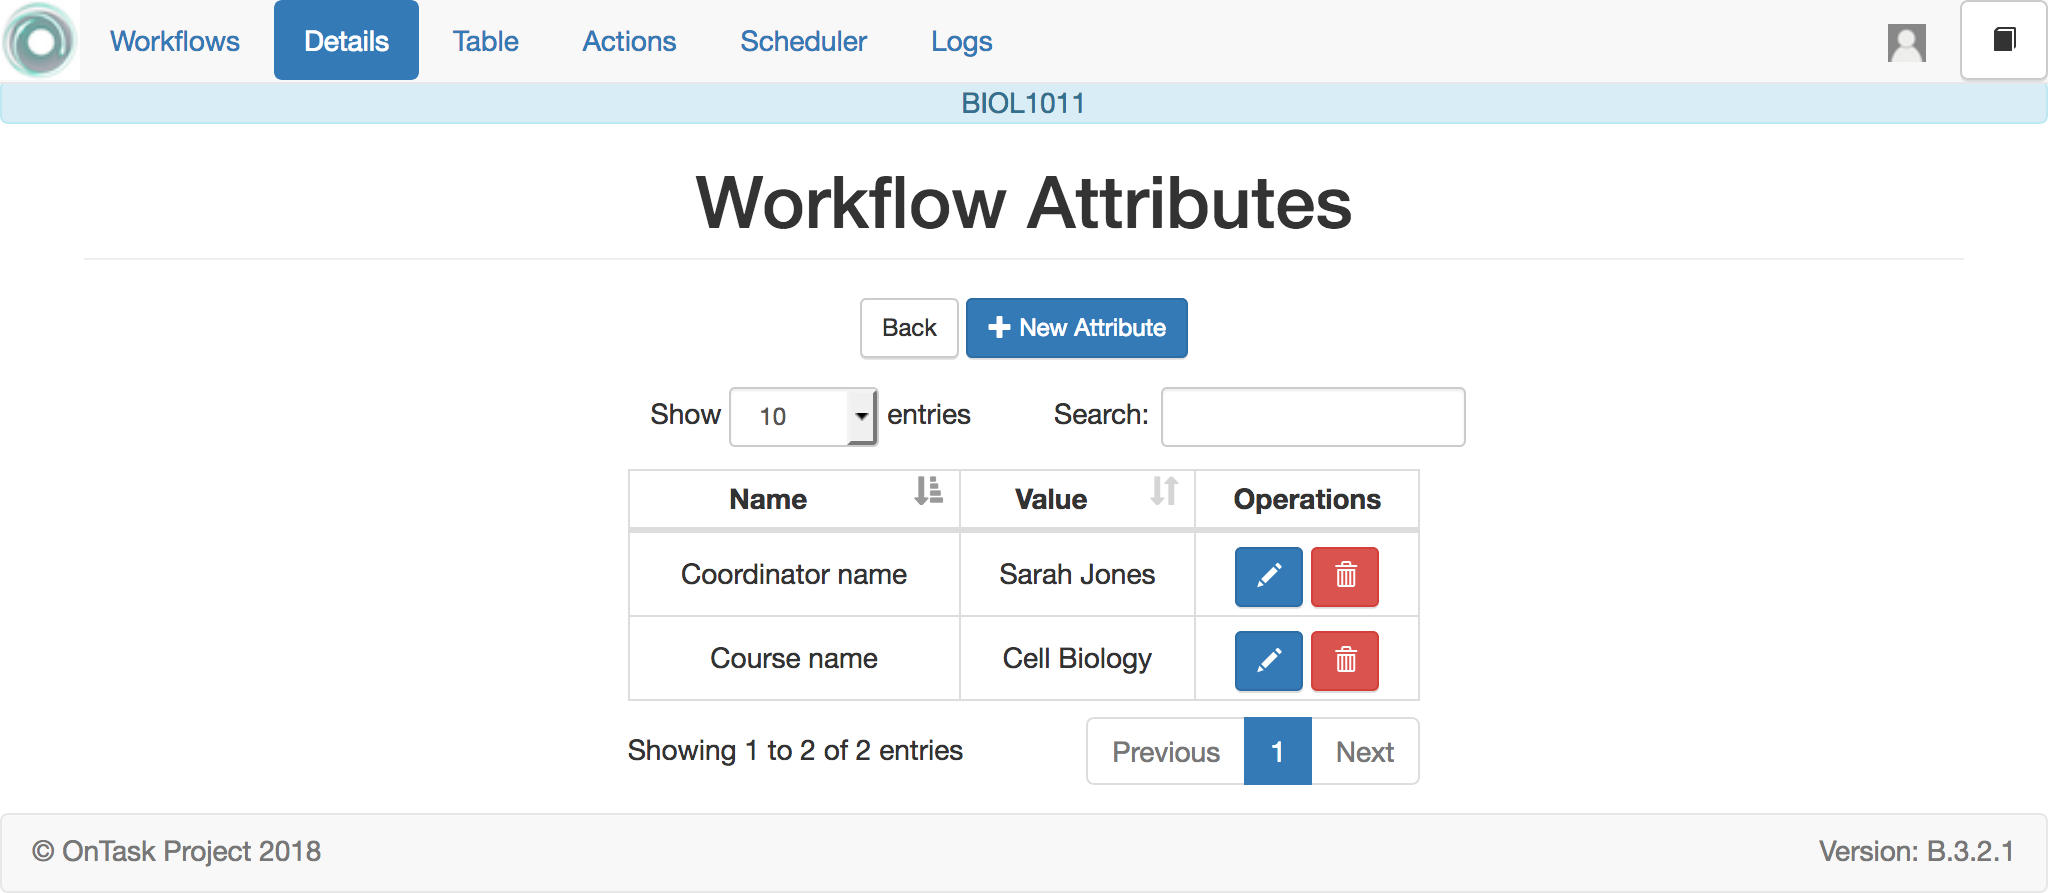 Workflows Details Table Actions Scheduler Logs
BIOL1011
Workflow Attributes
Back New Attribute
Show 10 entries Search:
Name Value Operations
Coordinator name Sarah Jones
Course name Cell Biology
Showing 1 to 2 of 2 entries Previous 1 Next
© OnTask Project 2018 Version: B.3.2.1